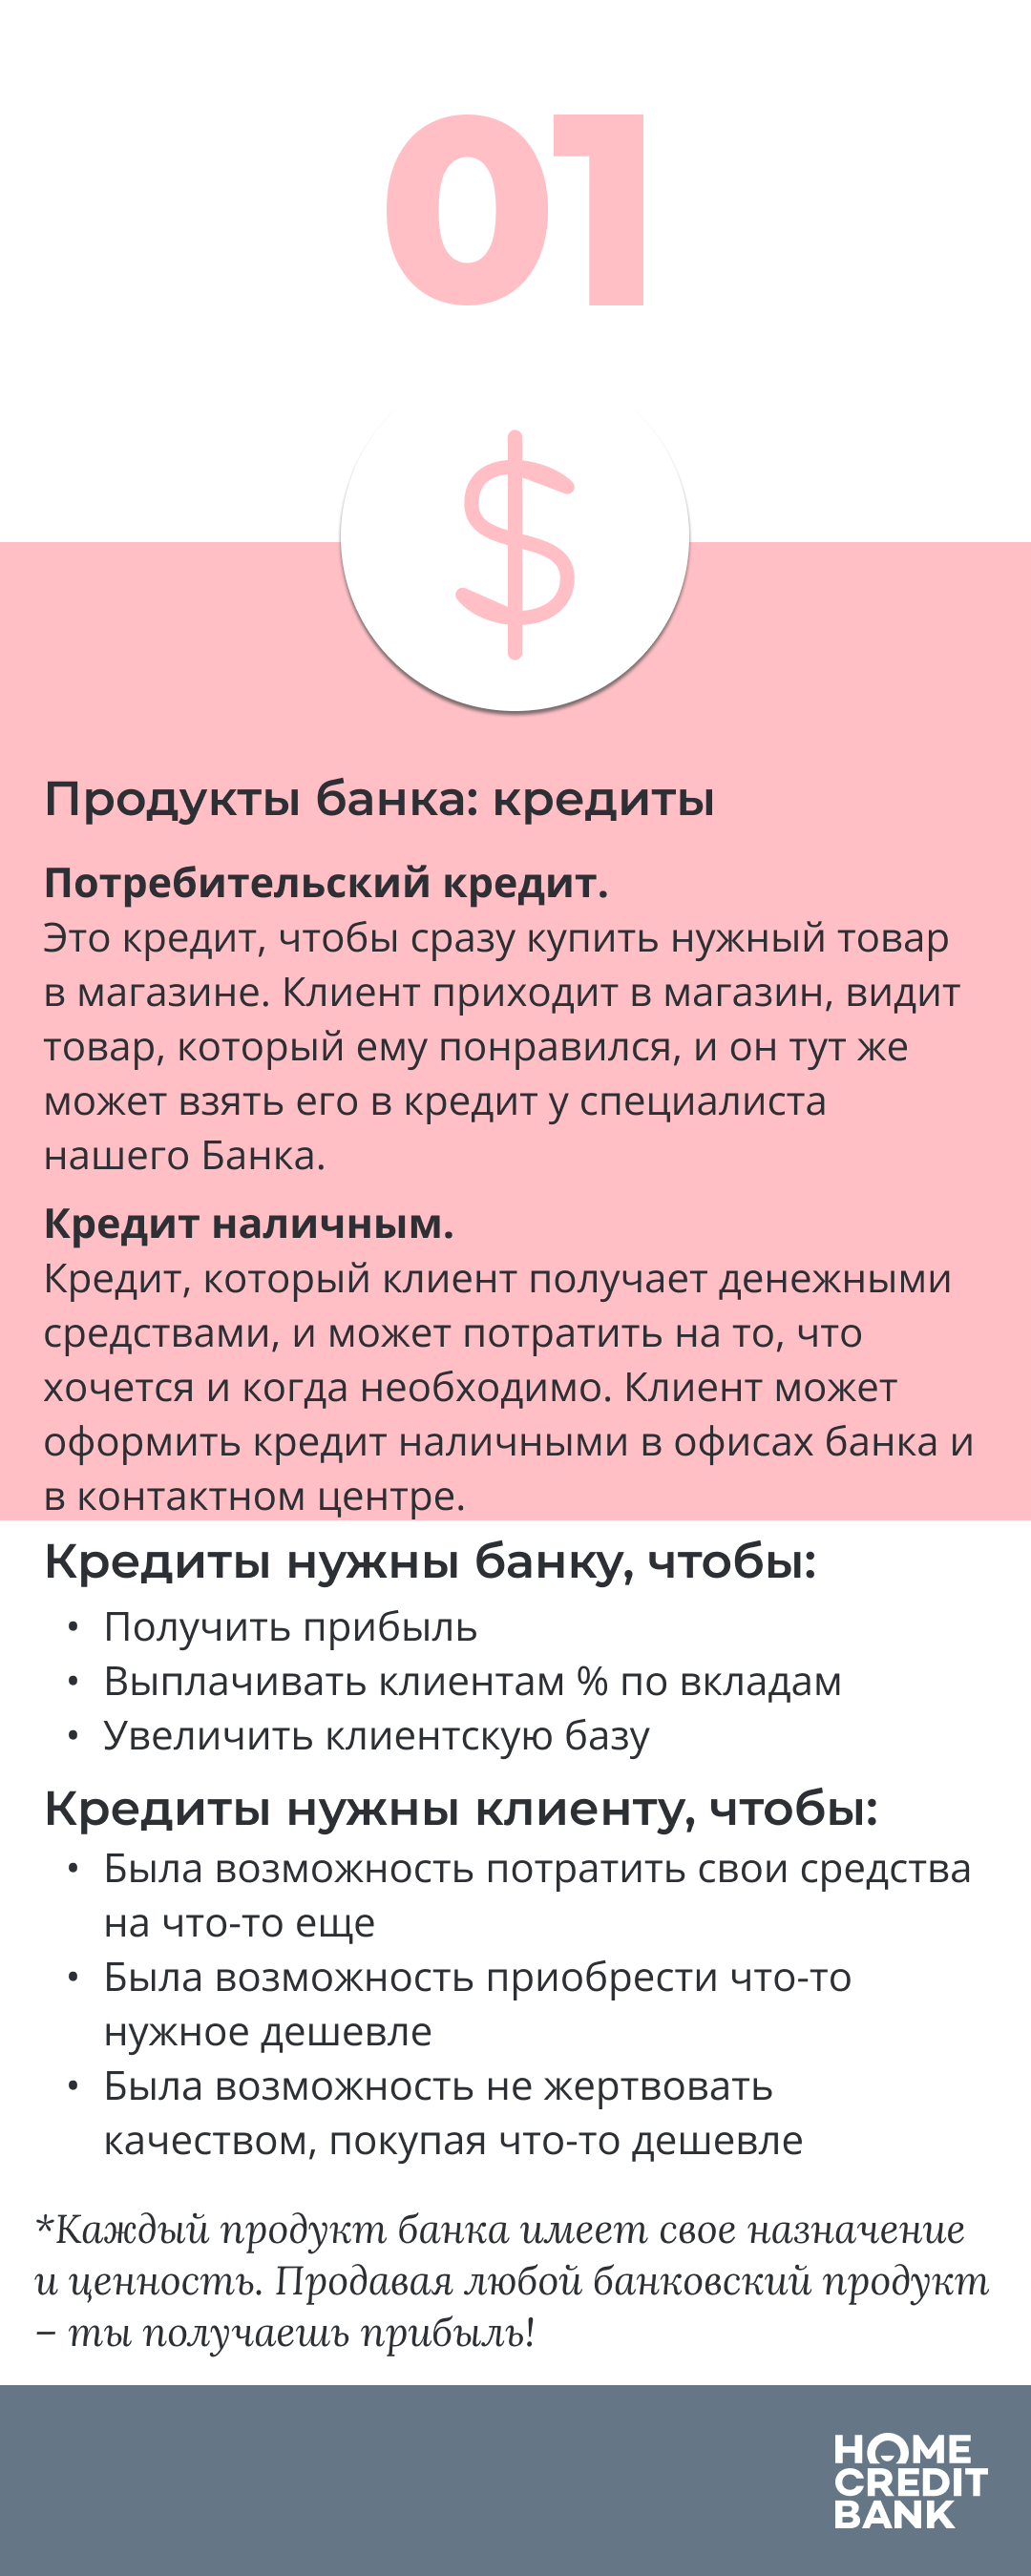 01
$
Продукты банка: кредиты
Потребительский кредит.
Это кредит, чтобы сразу купить нужный товар
в магазине. Клиент приходит в магазин, видит
товар, который ему понравился, и он тут же
может взять его в кредит у специалиста
нашего Банка.
Кредит наличным.
Кредит, который клиент получает денежными
средствами, и может потратить на то, что
хочется и когда необходимо. Клиент может
оформить кредит наличными в офисах банка и
в контактном центре.
Кредиты нужны банку, чтобы:
• Получить прибыль
• Выплачивать клиентам % по вкладам
• Увеличить клиентскую базу
Кредиты нужны клиенту, чтобы:
• Была возможность потратить свои средства
на что-то еще
• Была возможность приобрести что-то
нужное дешевле
• Была возможность не жертвовать
качеством, покупая что-то дешевле
*Каждый продукт банка имеет свое назначение
и ценность. Продавая любой банковский продукт
– ты получаешь прибыль!
HOME
CREDIT
BANK